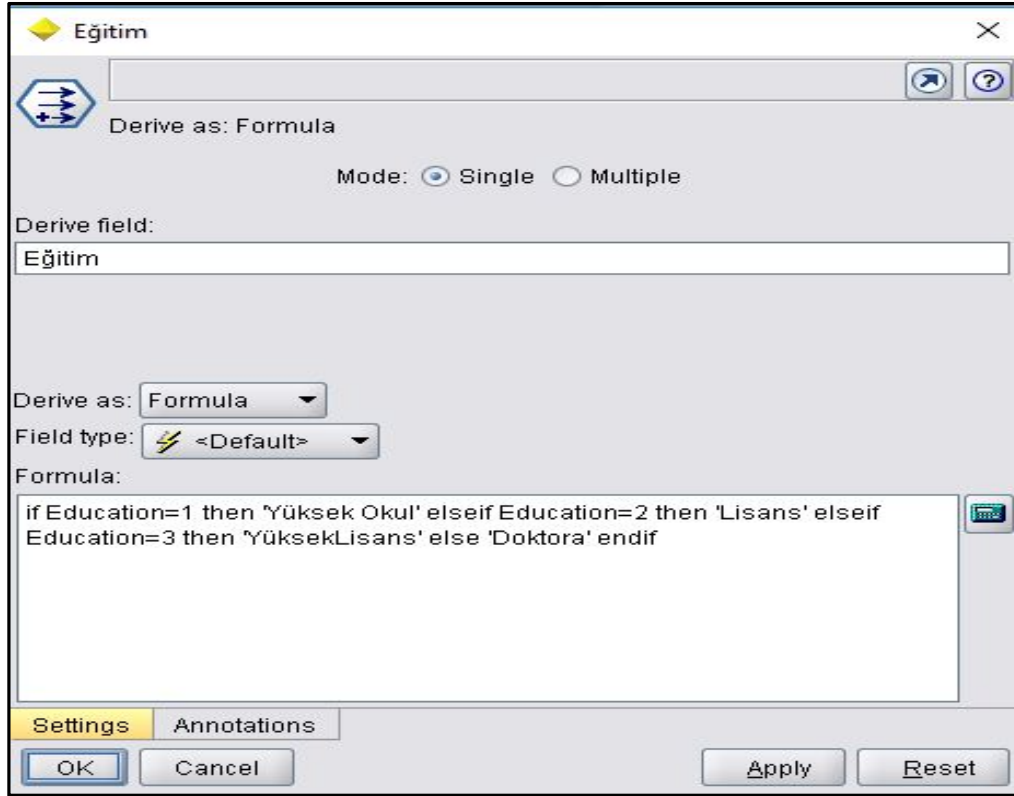 Eğitim
Derive as: Formula
Mode: Single Multiple
Derive field:
Eğitim
Derive as: Formula
Field type: <Default>
Formula:
if Education=1 then 'Yüksek Okul' elseif Education=2 then 'Lisans' elseif
Education=3 then 'YüksekLisans' else 'Doktora' endif
Settings Annotations
OK Cancel Apply Reset